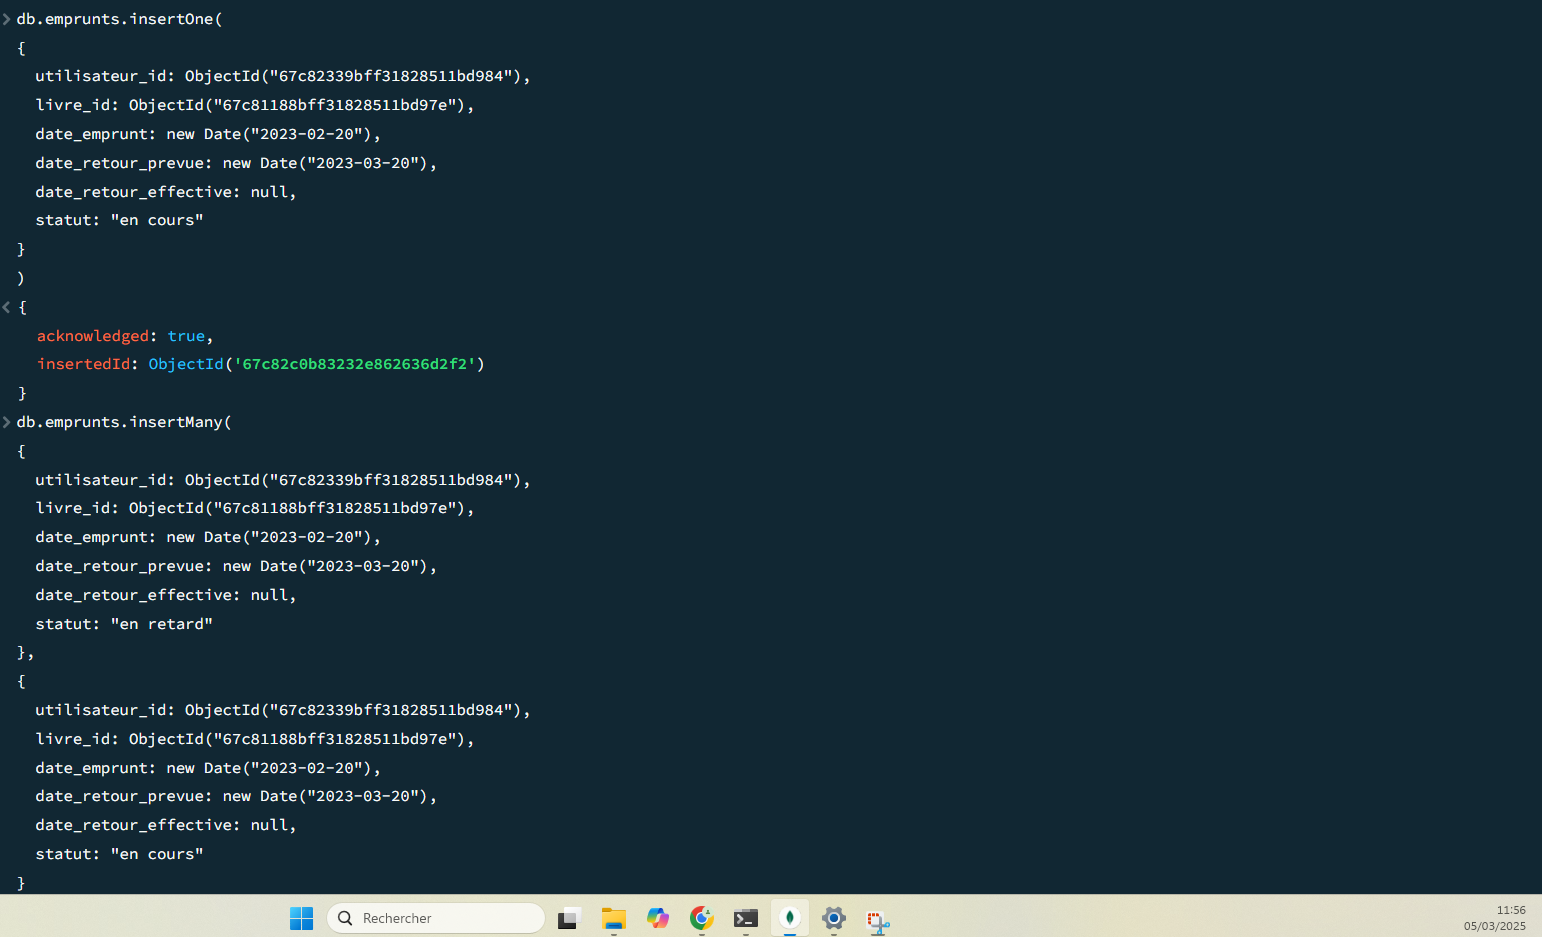 db.emprunts.insertOne(
{
utilisateur_id: ObjectId("67c82339bff31828511bd984"),
livre_id: ObjectId("67c81188bff31828511bd97e"),
date_emprunt: new Date("2023-02-20"),
date_retour_prevue: new Date("2023-03-20"),
date_retour_effective: null,
statut: "en cours"
}
)
{
acknowledged: true,
insertedId: ObjectId('67c82c0b83232e862636d2f2')
}
db.emprunts.insertMany(
{
utilisateur_id: ObjectId("67c82339bff31828511bd984"),
livre_id: ObjectId("67c81188bff31828511bd97e"),
date_emprunt: new Date("2023-02-20"),
date_retour_prevue: new Date("2023-03-20"),
date_retour_effective: null,
statut: "en retard"
},
{
utilisateur_id: ObjectId("67c82339bff31828511bd984"),
livre_id: ObjectId("67c81188bff31828511bd97e"),
date_emprunt: new Date("2023-02-20"),
date_retour_prevue: new Date("2023-03-20"),
date_retour_effective: null,
statut: "en cours"
}
Rechercher
11:56
05/03/2025